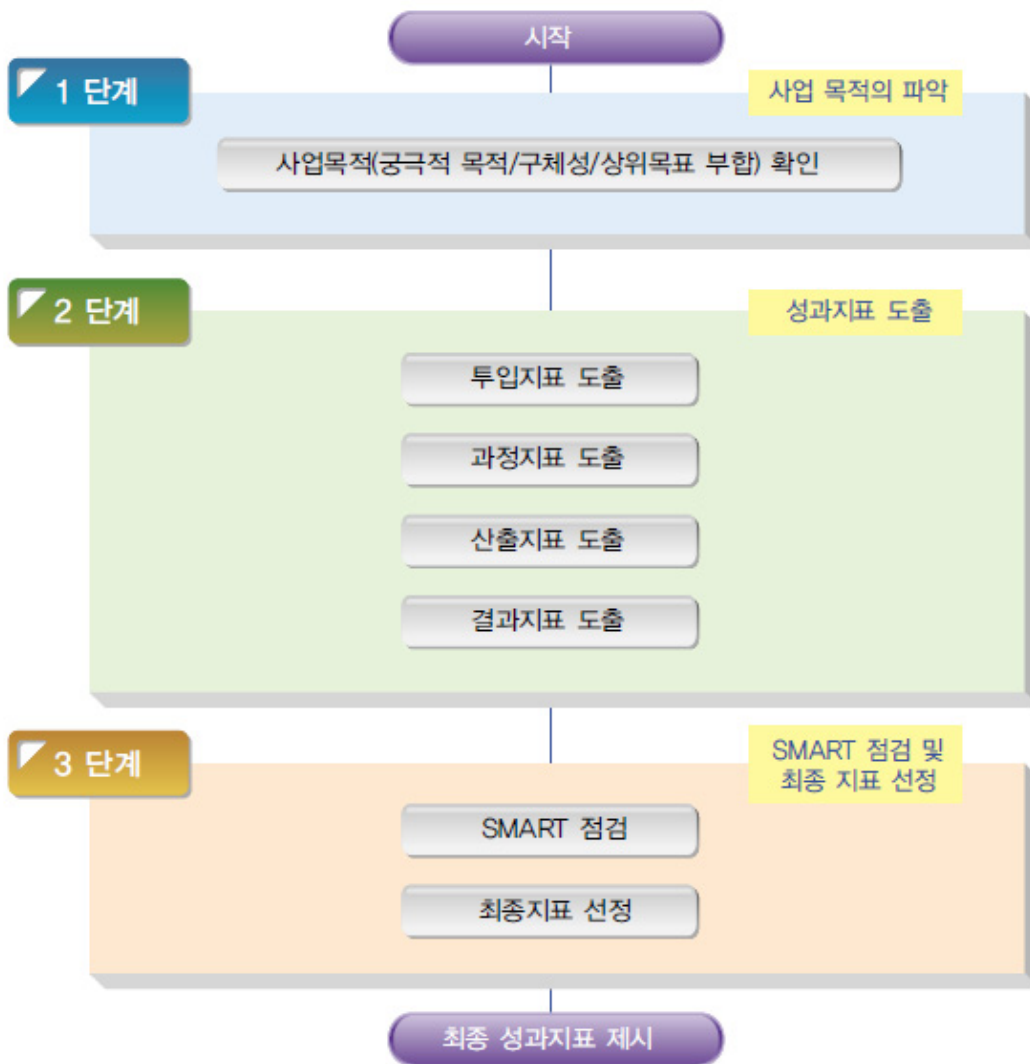 시작
1 단계
사업 목적의 파악
사업목적(궁극적 목적/구체성/상위목표 부합) 확인
2 단계
성과지표 도출
투입지표 도출
과정지표 도출
산출지표 도출
결과지표 도출
3 단계
SMART 점검 및
최종 지표 선정
SMART 점검
최종지표 선정
최종 성과지표 제시